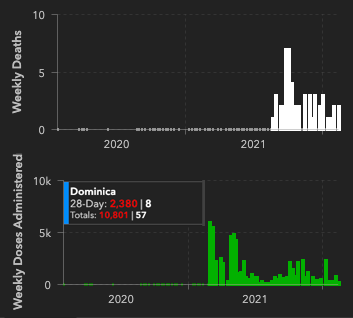 Weekly Deaths
10
5
0
2020
2021
Weekly Doses Administered
10k
5k
0
Dominica
28-Day: 2,380 | 8
Totals: 10,801 | 57
2020
2021